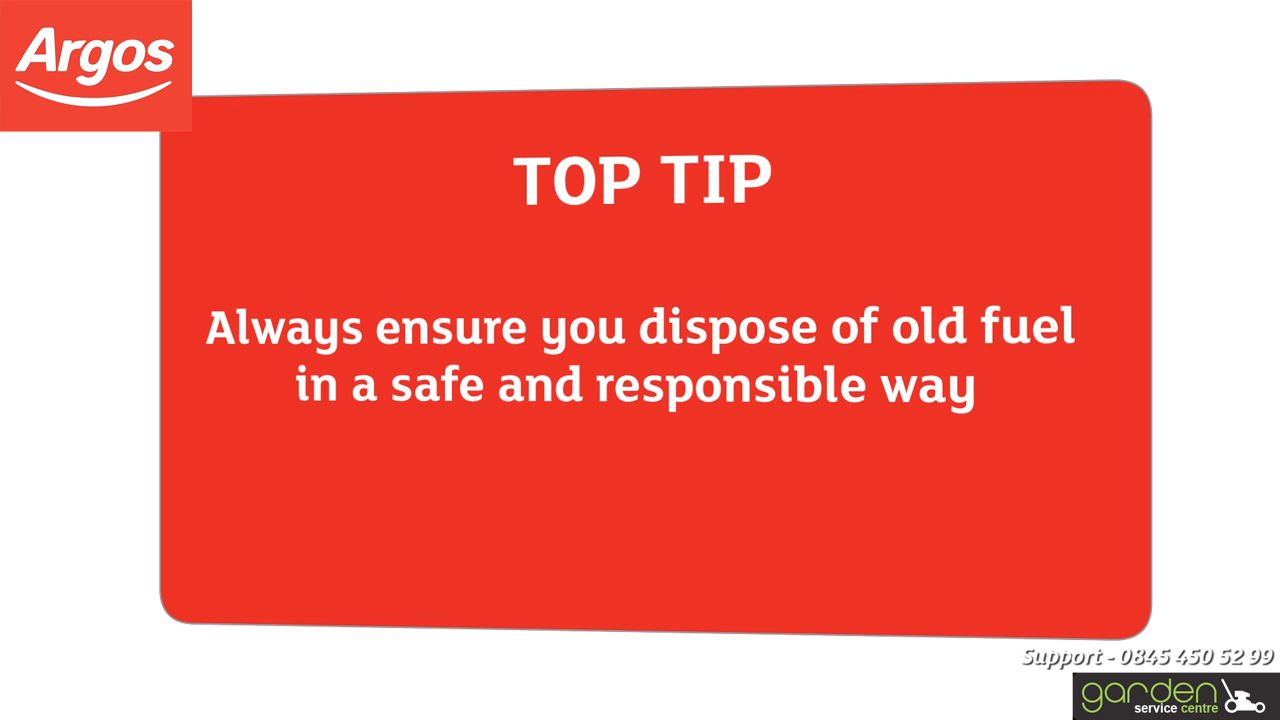 Argos
TOP TIP
Always ensure you dispose of old fuel
in a safe and responsible way
Support - 0845 450 52 99
garden
service centre